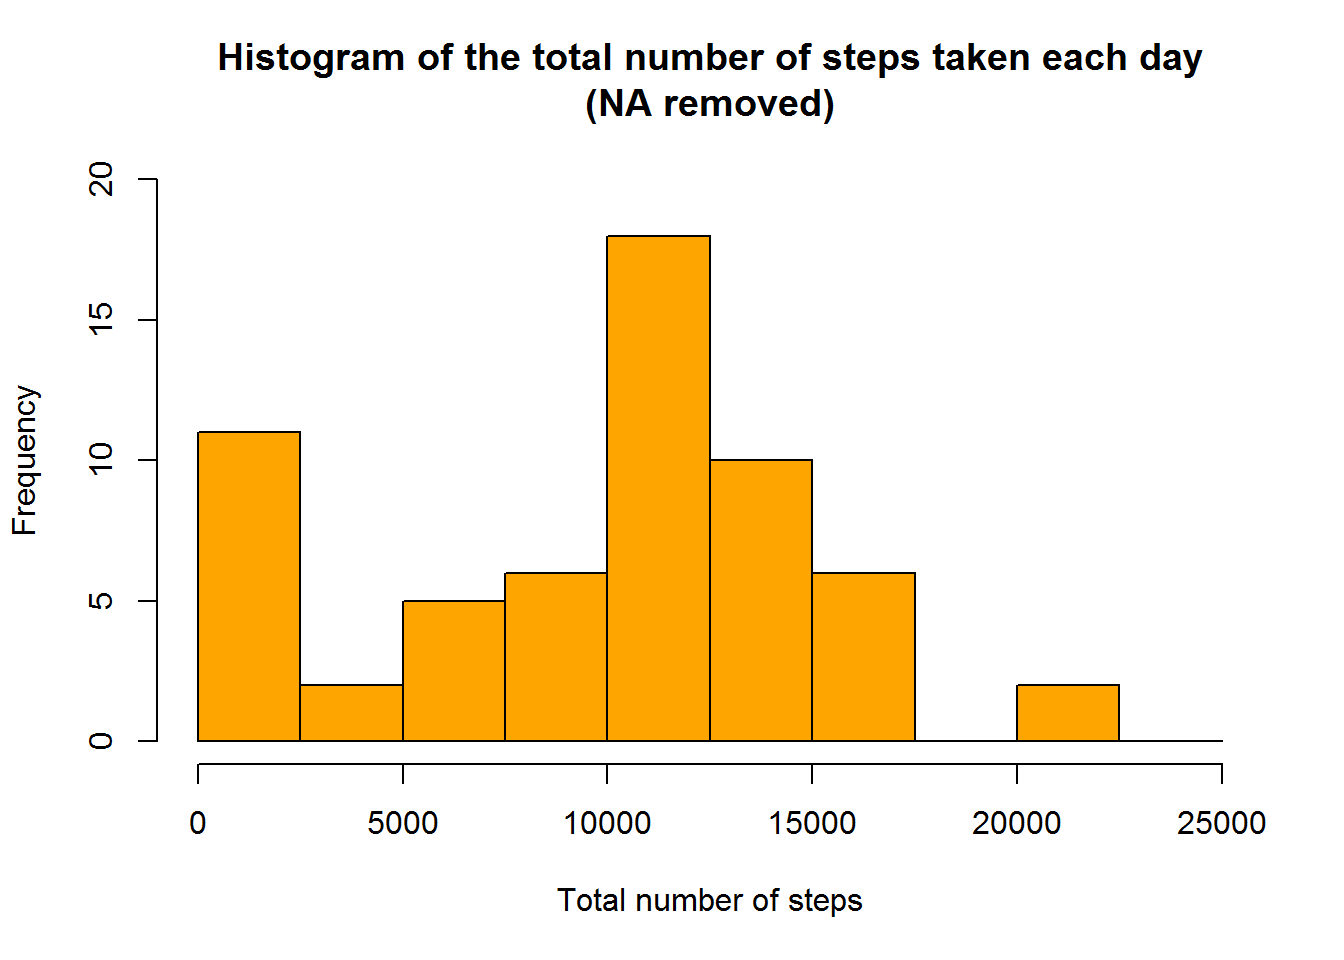 Histogram of the total number of steps taken each day
(NA removed)
20
15
10
5
0
Frequency
0 5000 10000 15000 20000 25000
Total number of steps